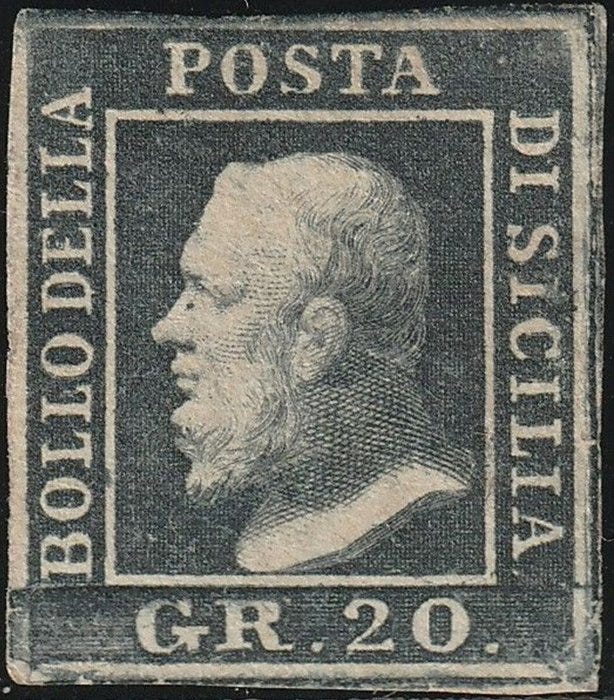 BOLLO DELLA
POSTA
DI SICILIA
GR. 20.